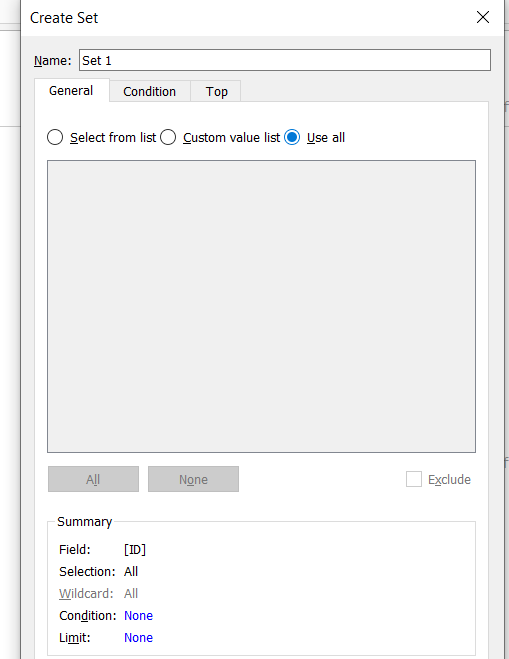 Create Set
Name: Set 1
General Condition Top
Select from list Custom value list Use all
All None Exclude
Summary
Field: [ID]
Selection: All
Wildcard: All
Condition: None
Limit: None